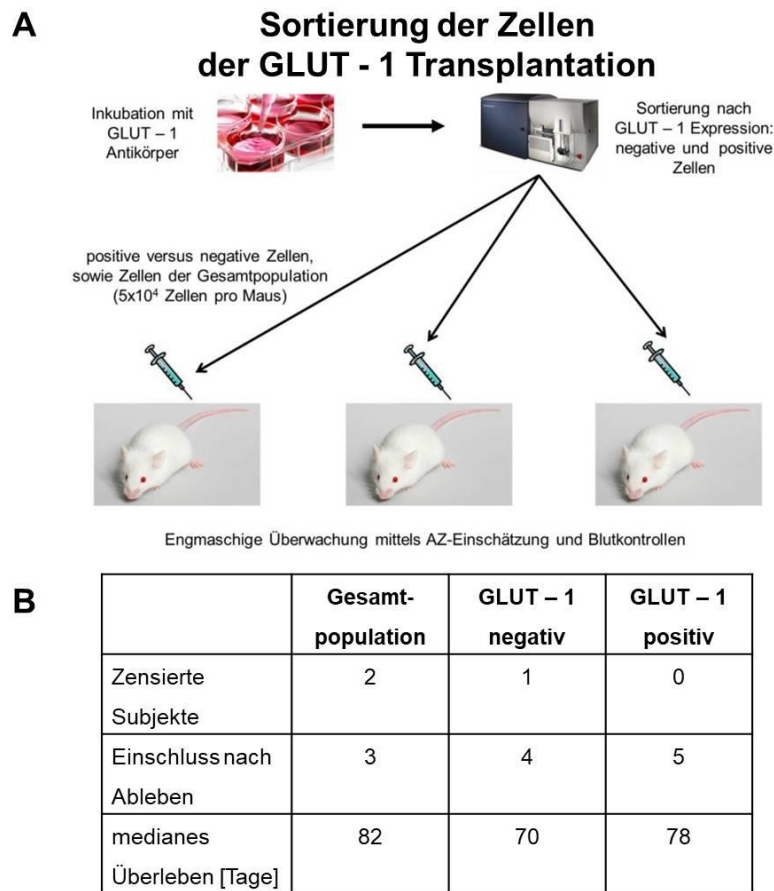 A
Sortierung der Zellen
der GLUT - 1 Transplantation
Inkubation mit
GLUT – 1
Antikörper
Sortierung nach
GLUT – 1 Expression:
negative und positive
Zellen
positive versus negative Zellen,
sowie Zellen der Gesamtpopulation
(5x10⁴ Zellen pro Maus)
Engmaschige Überwachung mittels AZ-Einschätzung und Blutkontrollen
B
Gesamt-
population
GLUT – 1
negativ
GLUT – 1
positiv
Zensierte
Subjekte
2
1
0
Einschluss nach
Ableben
3
4
5
medianes
Überleben [Tage]
82
70
78